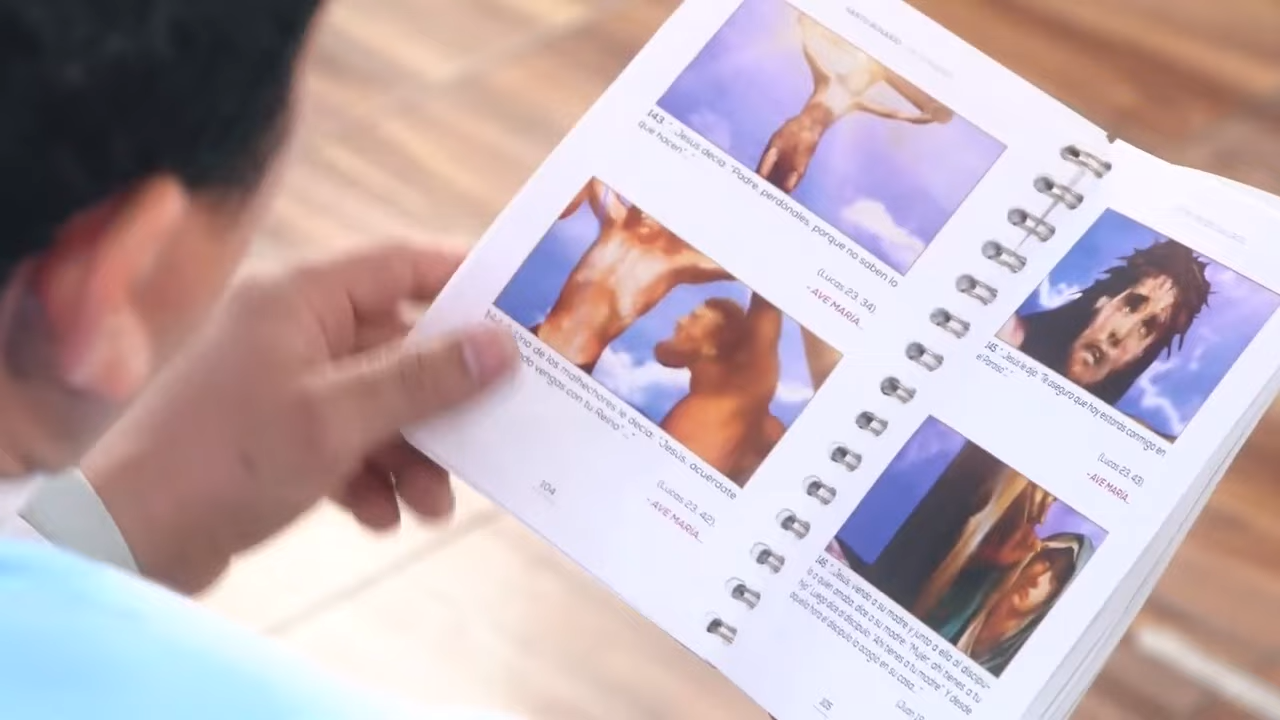 143 "...Jesús decía: "Padre, perdónales, porque no saben lo
que hacen"..."
(Lucas 23, 34)
- AVE MARÍA...
Uno de los malhechores le decía: "Jesús, acuérdate
vengas con tu Reino"..."
(Lucas 23, 42)
- AVE MARÍA...
104
145 "...Jesús le dijo: "Te aseguro que hoy estarás conmigo en
el Paraíso"..."
(Lucas 23, 43)
- AVE MARÍA...
146 "...Jesús, viendo a su madre y junto a ella al discípu-
lo a quien amaba, dice a su madre: "Mujer, ahí tienes a tu
hijo". Luego dice al discípulo: "Ahí tienes a tu madre". Y desde
aquella hora el discípulo la acogió en su casa..."
(Juan 19
105